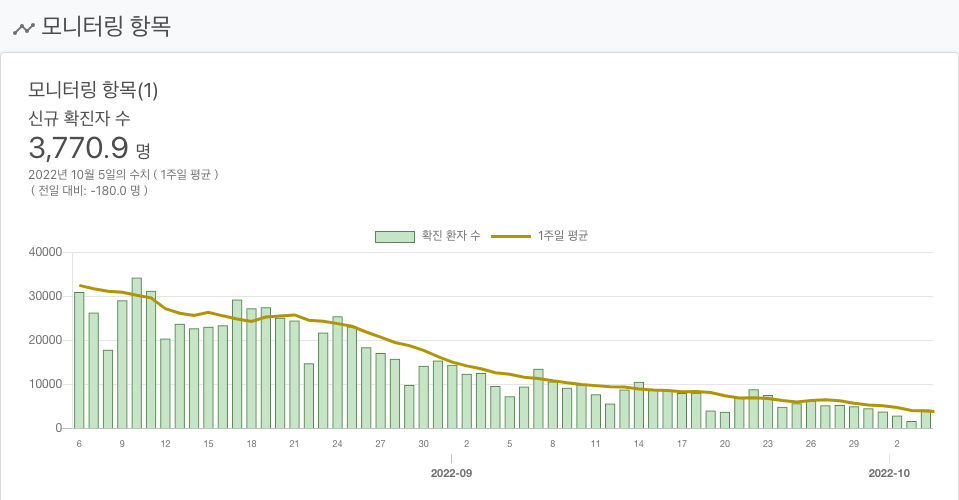 모니터링 항목
모니터링 항목(1)
신규 확진자 수
3,770.9 명
2022년 10월 5일의 수치 ( 1주일 평균 )
( 전일 대비: -180.0 명 )
확진 환자 수 1주일 평균
40000
30000
20000
10000
0
6 9 12 15 18 21 24 27 30 2 5 8 11 14 17 20 23 26 29 2
2022-09 2022-10